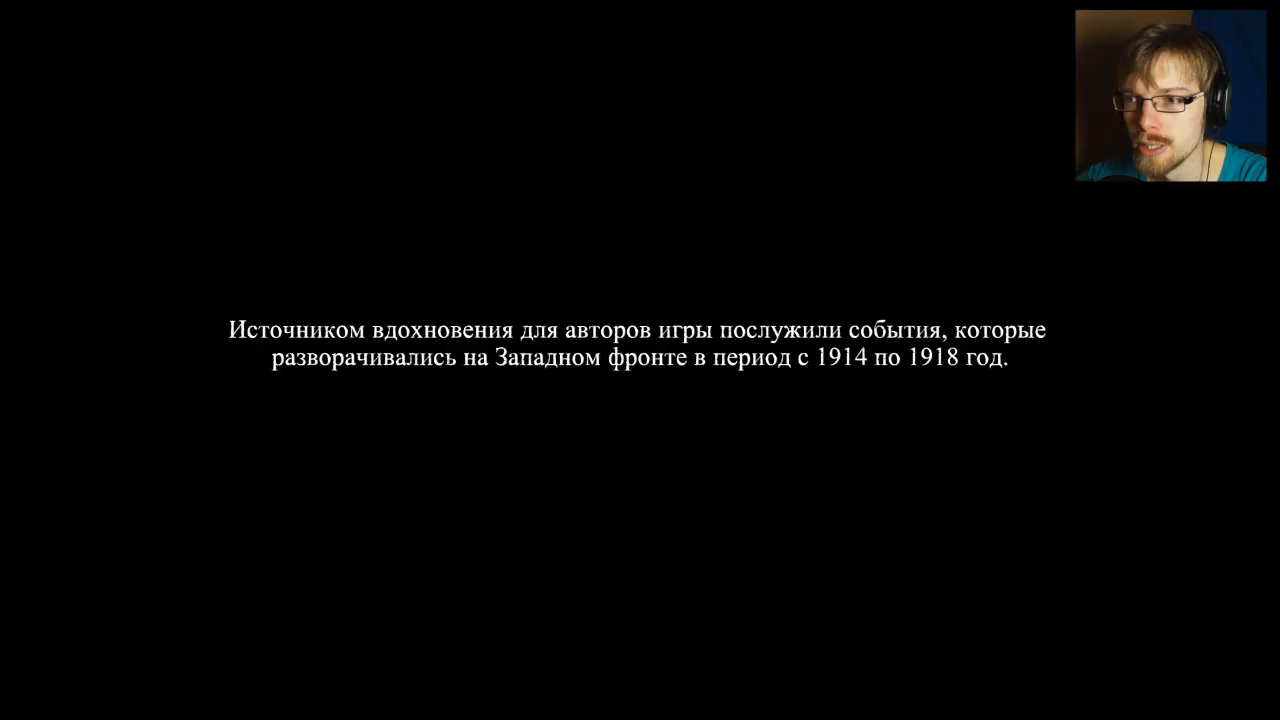 Источником вдохновения для авторов игры послужили события, которые
разворачивались на Западном фронте в период с 1914 по 1918 год.